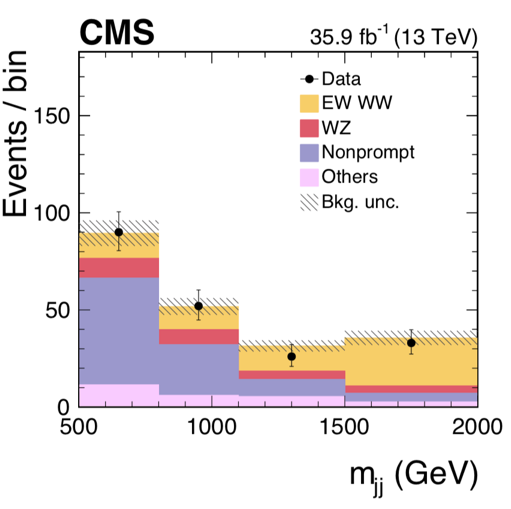 CMS
35.9 fb⁻¹ (13 TeV)
Events / bin
150
100
50
0
Data
EW WW
WZ
Nonprompt
Others
Bkg. unc.
500
1000
1500
2000
m_jj (GeV)